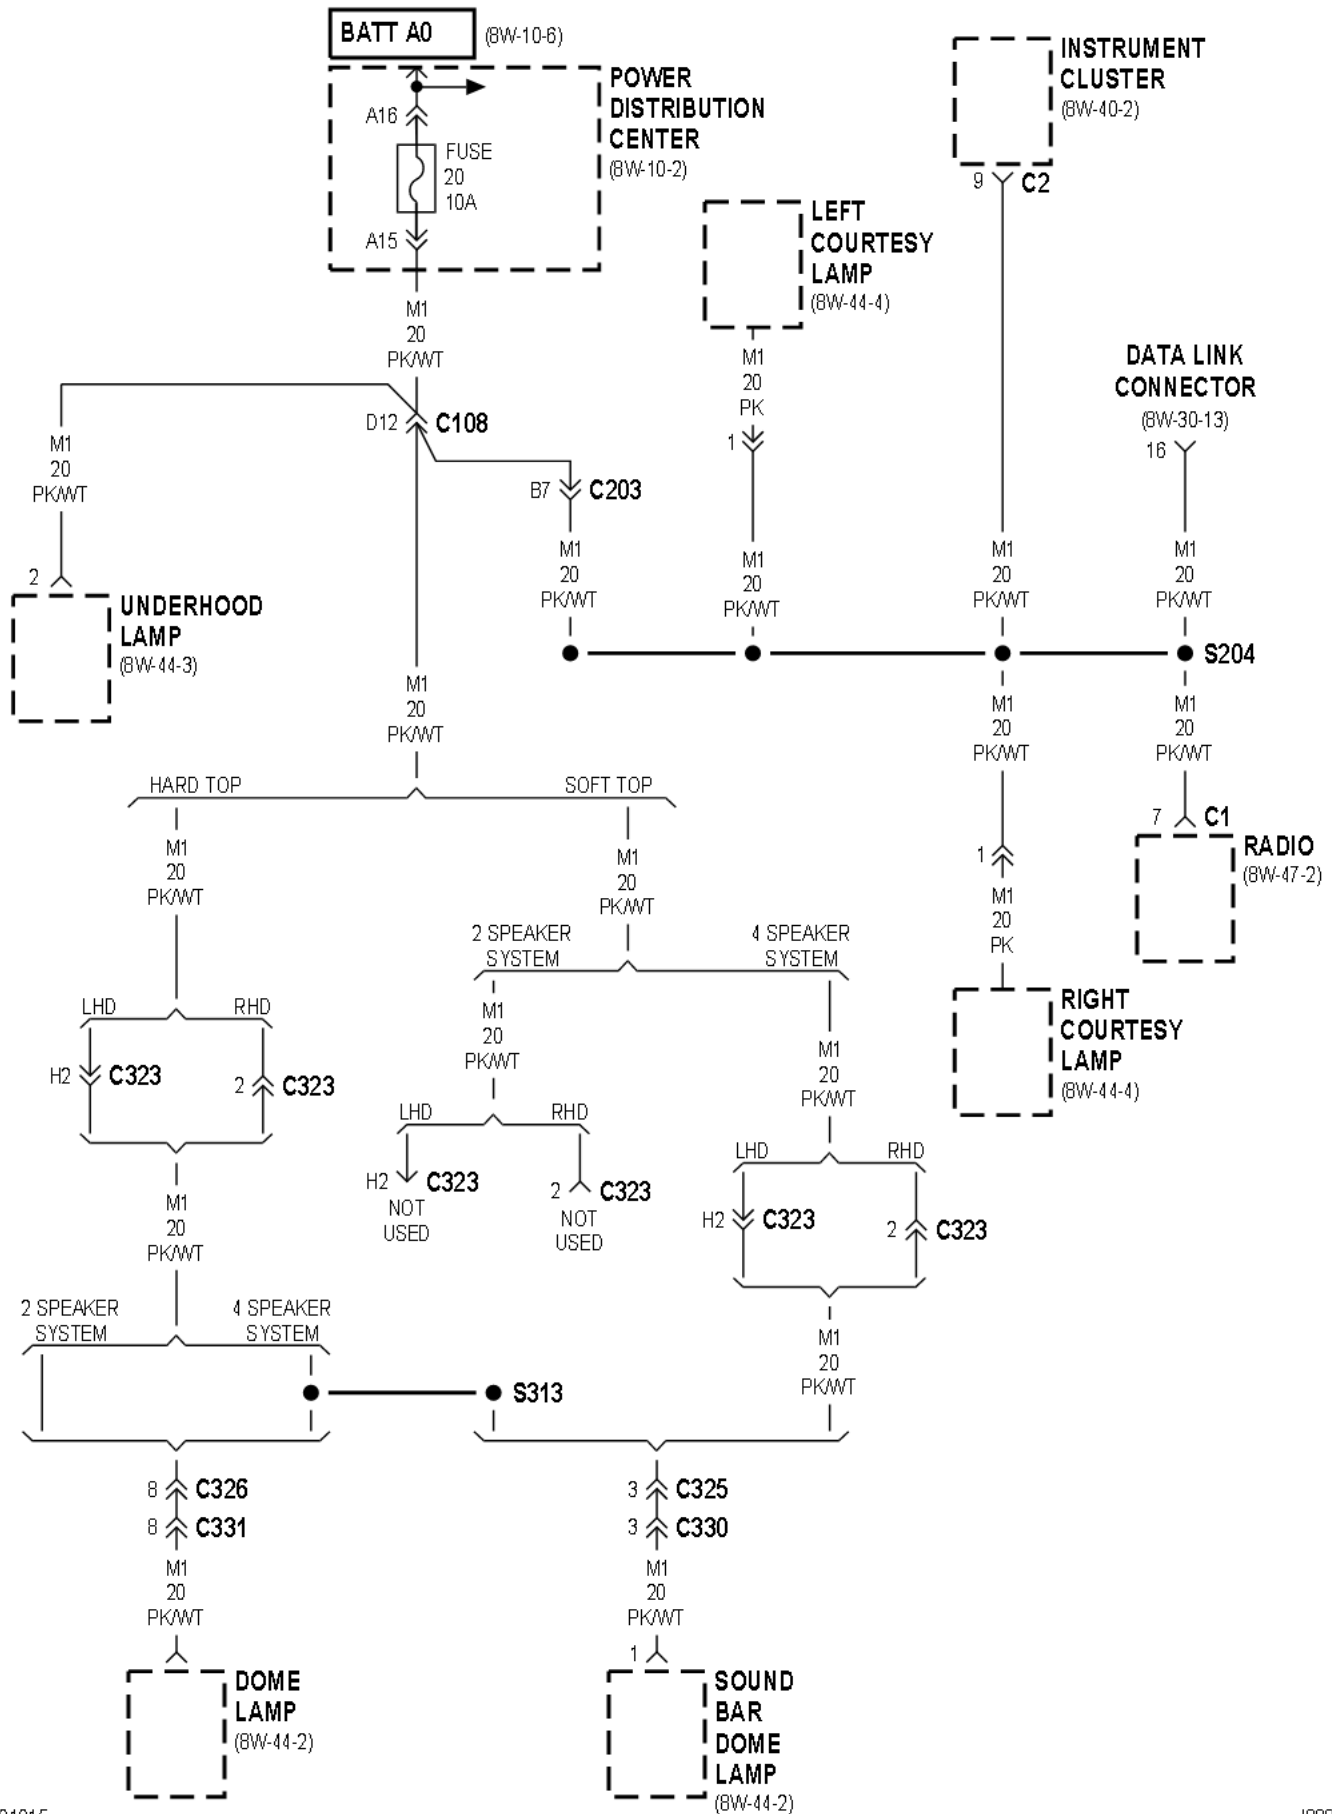 BATT A0
(8W-10-6)
POWER
DISTRIBUTION
CENTER
(8W-10-2)
A16
FUSE
20
10A
A15
M1
20
PK/WT
INSTRUMENT
CLUSTER
(8W-40-2)
9
C2
LEFT
COURTESY
LAMP
(8W-44-4)
M1
20
PK
1
DATA LINK
CONNECTOR
(8W-30-13)
16
D12
C108
M1
20
PK/WT
B7
C203
2
UNDERHOOD
LAMP
(8W-44-3)
M1
20
PK/WT
M1
20
PK/WT
M1
20
PK/WT
M1
20
PK/WT
S204
M1
20
PK/WT
M1
20
PK/WT
M1
20
PK/WT
HARD TOP
SOFT TOP
1
M1
20
PK
7
C1
RADIO
(8W-47-2)
RIGHT
COURTESY
LAMP
(8W-44-4)
M1
20
PK/WT
M1
20
PK/WT
2 SPEAKER
SYSTEM
4 SPEAKER
SYSTEM
LHD
RHD
H2
C323
2
C323
M1
20
PK/WT
M1
20
PK/WT
LHD
RHD
H2
C323
NOT
USED
2
C323
NOT
USED
LHD
RHD
H2
C323
2
C323
M1
20
PK/WT
2 SPEAKER
SYSTEM
4 SPEAKER
SYSTEM
M1
20
PK/WT
S313
8
C326
8
C331
3
C325
3
C330
M1
20
PK/WT
M1
20
PK/WT
DOME
LAMP
(8W-44-2)
1
SOUND
BAR
DOME
LAMP
(8W-44-2)